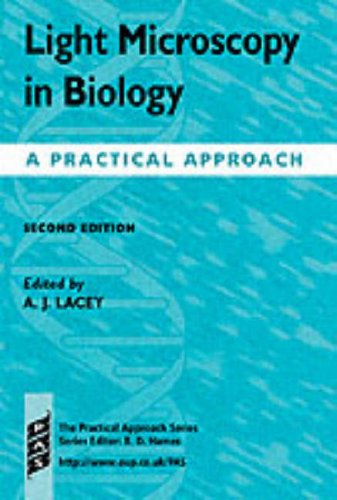 Light Microscopy
in Biology
A PRACTICAL APPROACH
SECOND EDITION
Edited by
A. J. LACEY
The Practical Approach Series
Series Editor: B. D. Hames
http://www.oup.co.uk/PAS